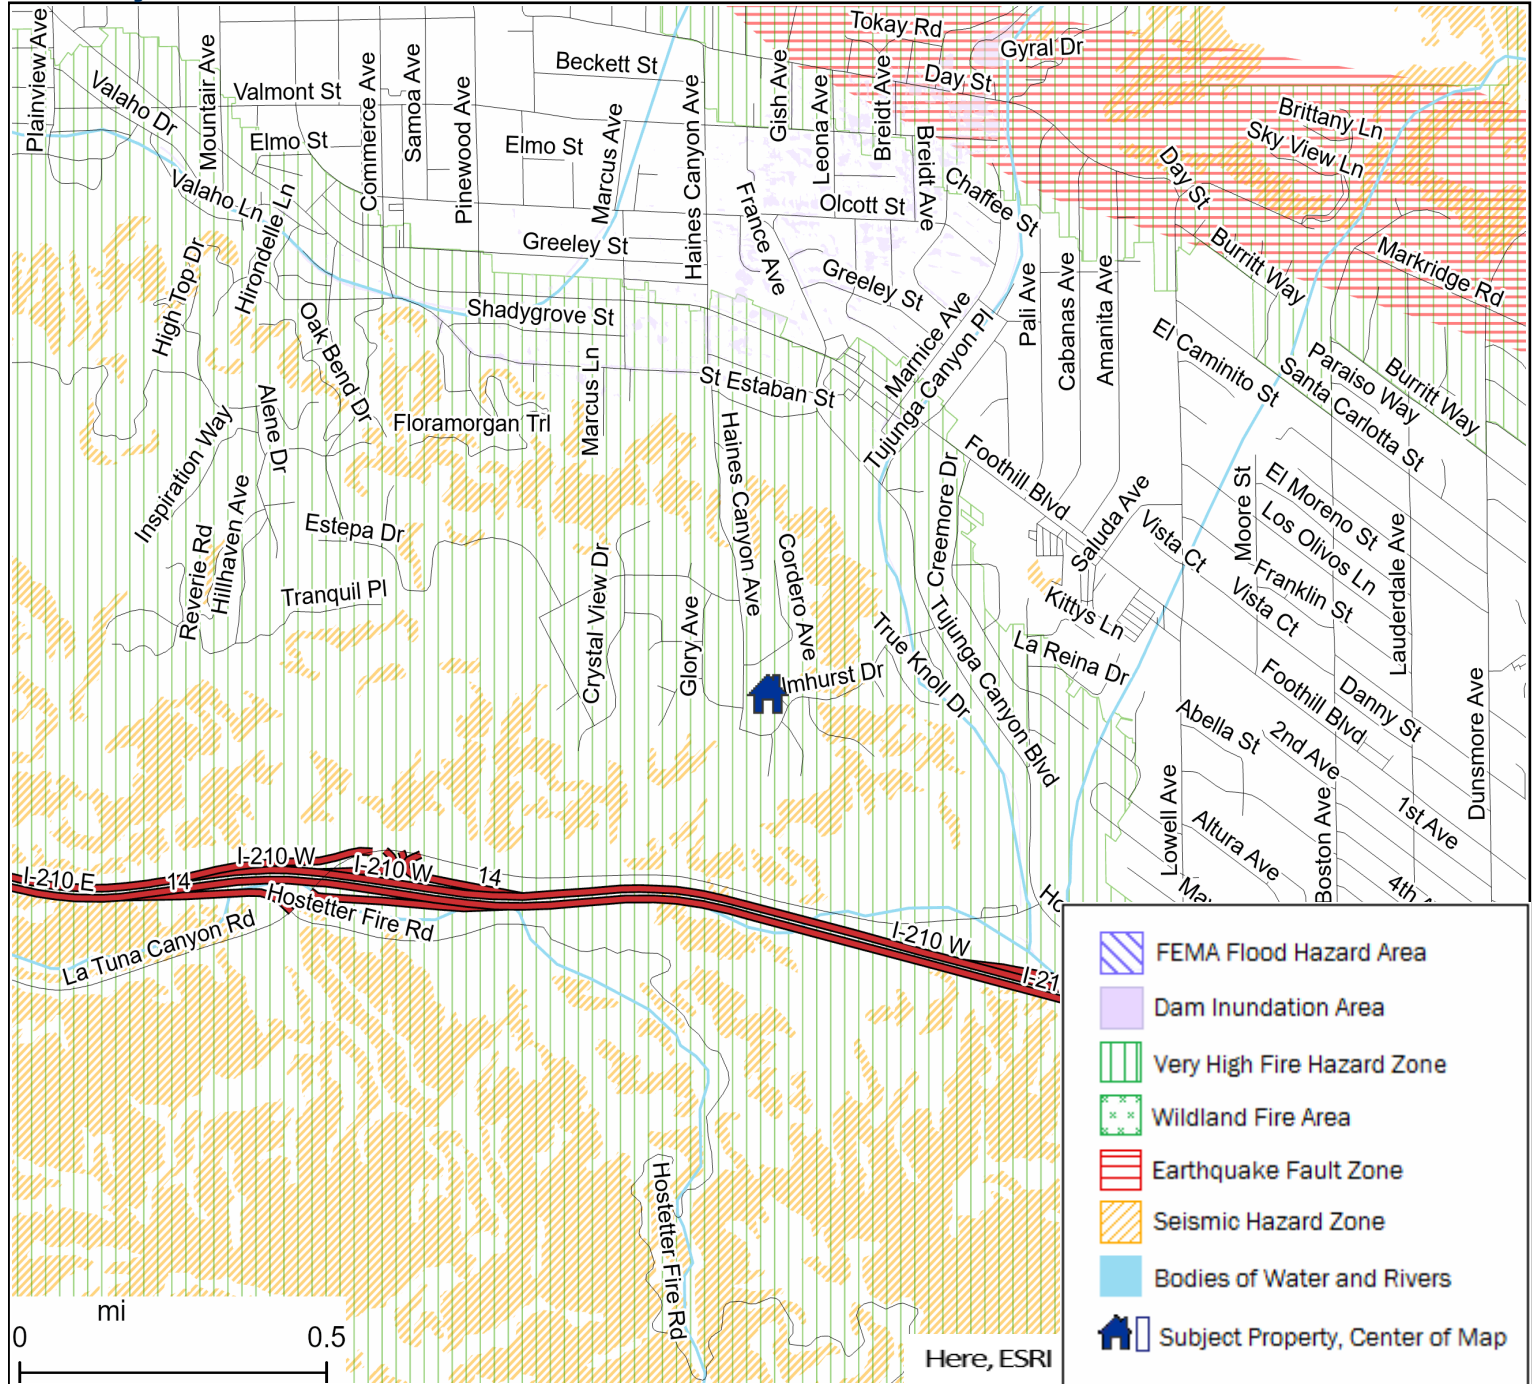 Tokay Rd
Gyral Dr
Plainview Ave
Valaho Dr
Mountair Ave
Valmont St
Commerce Ave
Samoa Ave
Pinewood Ave
Beckett St
Gish Ave
Leona Ave
Breidt Ave
Day St
Brittany Ln
Sky View Ln
Elmo St
Elmo St
Marcus Ave
Haines Canyon Ave
Breidt Ave
Chaffee St
Day St
Valaho Ln
Hirondelle Ln
High Top Dr
France Ave
Olcott St
Greeley St
Greeley St
Burritt Way
Markridge Rd
Shadygrove St
Oak Bend Dr
Marnice Ave
Tujunga Canyon Pl
Pali Ave
Cabanas Ave
Amanita Ave
El Caminito St
Santa Carlotta St
Paraiso Way
Burritt Way
St Estaban St
Marcus Ln
Alene Dr
Floramorgan Trl
Inspiration Way
Haines Canyon Ave
Foothill Blvd
Creemore Dr
Saluda Ave
Vista Ct
Moore St
El Moreno St
Los Olivos Ln
Lauderdale Ave
Franklin St
Vista Ct
Reverie Rd
Hillhaven Ave
Estepa Dr
Tranquil Pl
Crystal View Dr
Glory Ave
Cordero Ave
Kittys Ln
La Reina Dr
True Knoll Dr
Tujunga Canyon Blvd
Imhurst Dr
Foothill Blvd
Danny St
Dunsmore Ave
Abella St
2nd Ave
1st Ave
Lowell Ave
Altura Ave
Boston Ave
4th A
May
I-210 E
14
I-210 W
I-210 W
14
Hostetter Fire Rd
La Tuna Canyon Rd
I-210 W
I-21
Ho
Hostetter Fire Rd
FEMA Flood Hazard Area
Dam Inundation Area
Very High Fire Hazard Zone
Wildland Fire Area
Earthquake Fault Zone
Seismic Hazard Zone
Bodies of Water and Rivers
Subject Property, Center of Map
mi
0 0.5
Here, ESRI